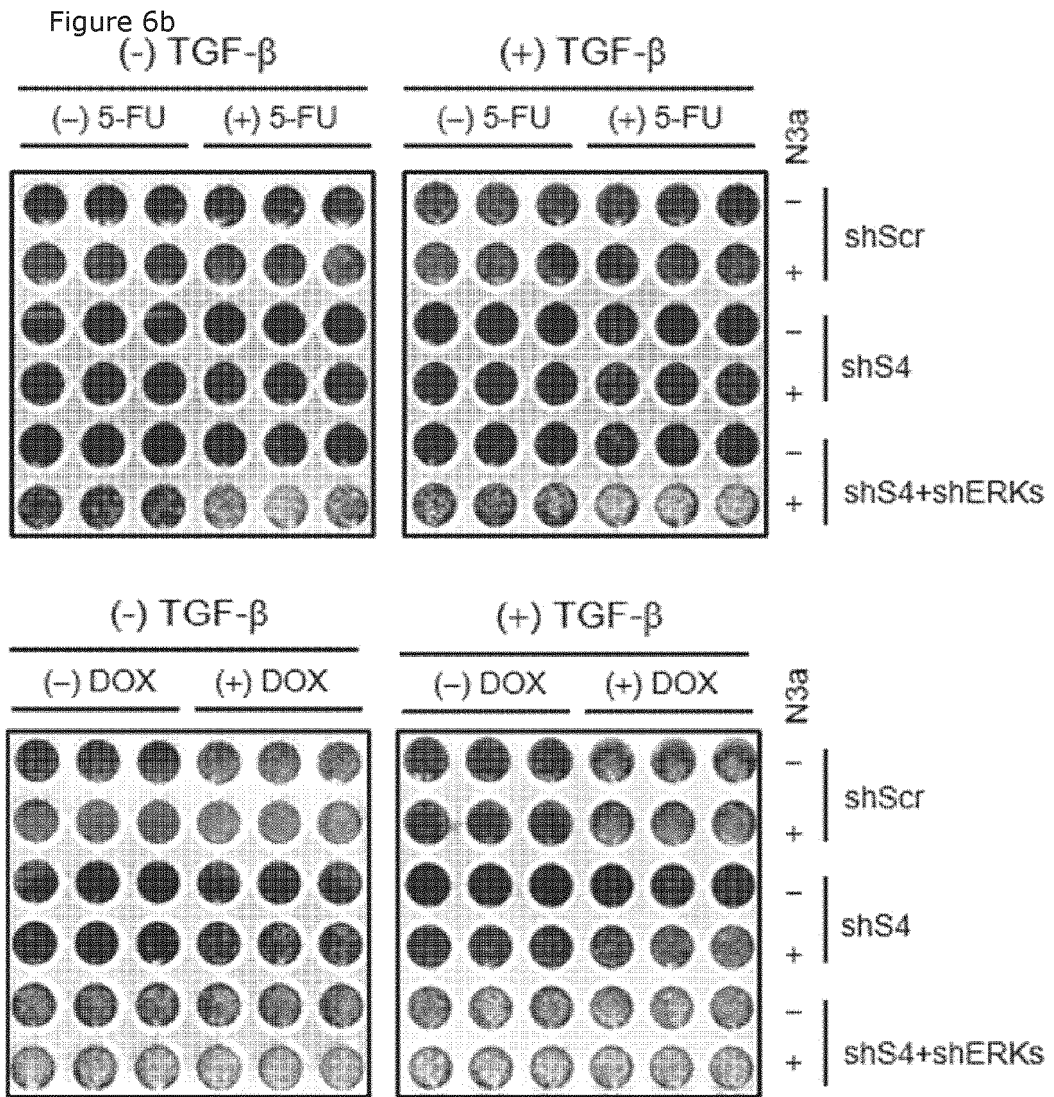 Figure 6b
(-) TGF-β (+) TGF-β
(-) 5-FU (+) 5-FU (-) 5-FU (+) 5-FU N3a
-
shScr
+
-
shS4
+
-
shS4+shERKs
+
(-) TGF-β (+) TGF-β
(-) DOX (+) DOX (-) DOX (+) DOX N3a
-
shScr
+
-
shS4
+
-
shS4+shERKs
+